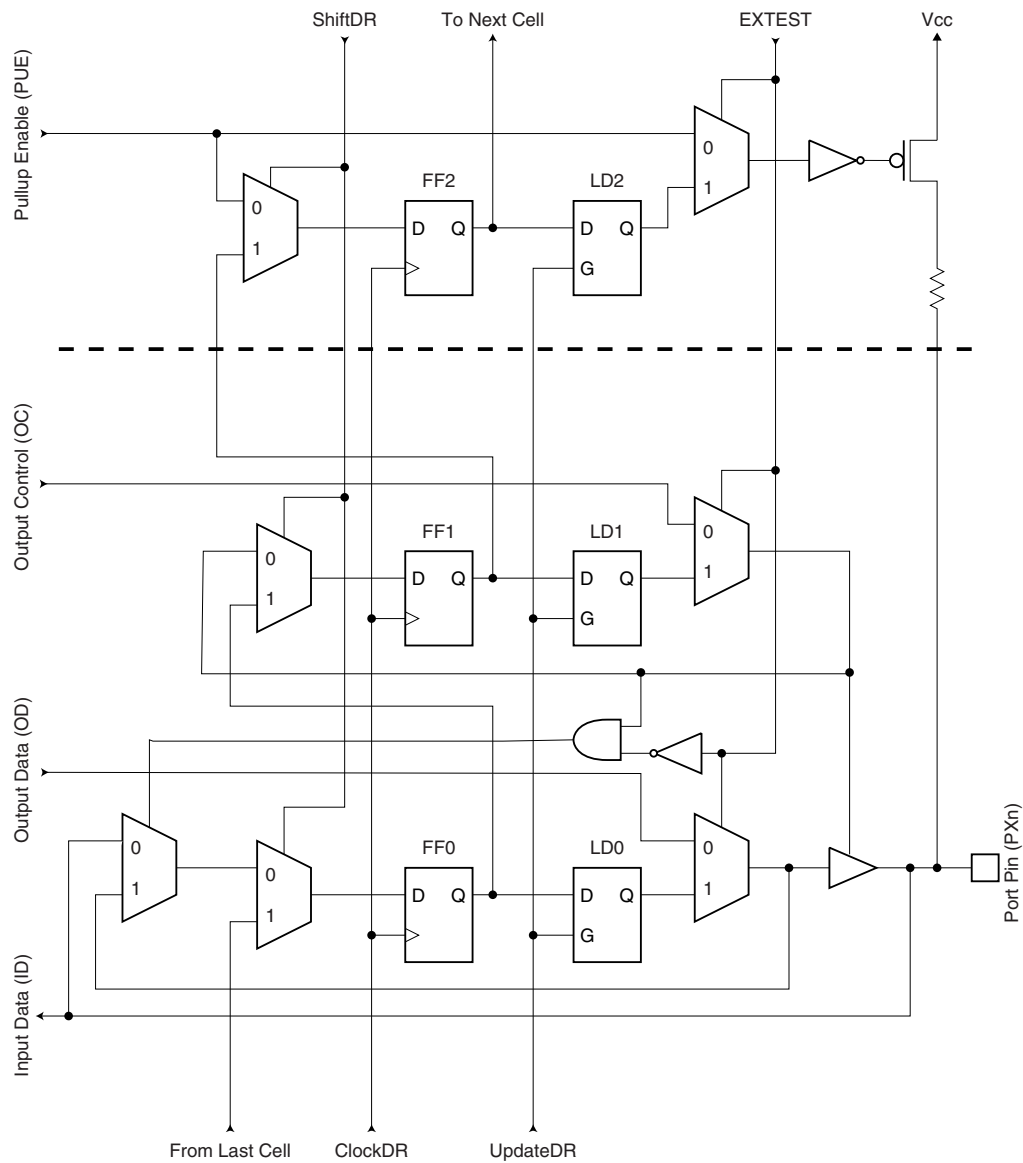 ShiftDR
To Next Cell
EXTEST
Vcc
Pullup Enable (PUE)
0
1
FF2
D Q
LD2
D Q
G
0
1
Output Control (OC)
0
1
FF1
D Q
LD1
D Q
G
0
1
Output Data (OD)
0
1
0
1
FF0
D Q
LD0
D Q
G
0
1
Port Pin (PXn)
Input Data (ID)
From Last Cell
ClockDR
UpdateDR